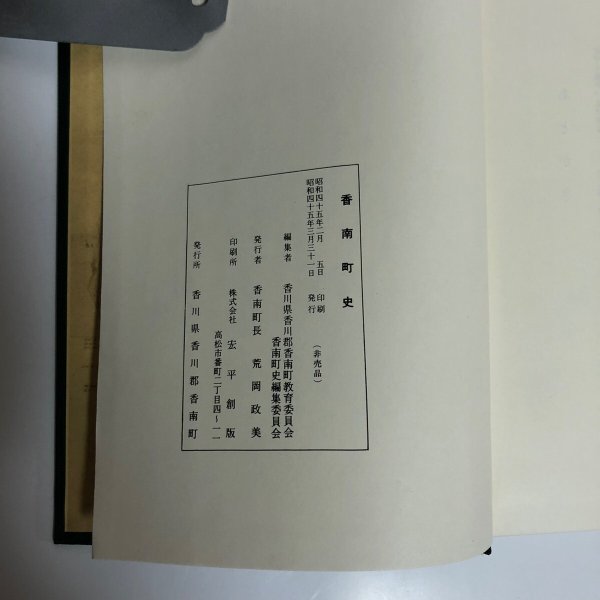 香南町史
昭和四十五年二月　五日　印刷
昭和四十五年三月三十一日　発行
（非売品）
編集者　香川県香川郡香南町教育委員会
香南町史編集委員会
発行者　香南町長　荒岡政美
印刷所　株式会社　宏平創版
高松市番町二丁目四～一一
発行所　香川県香川郡香南町